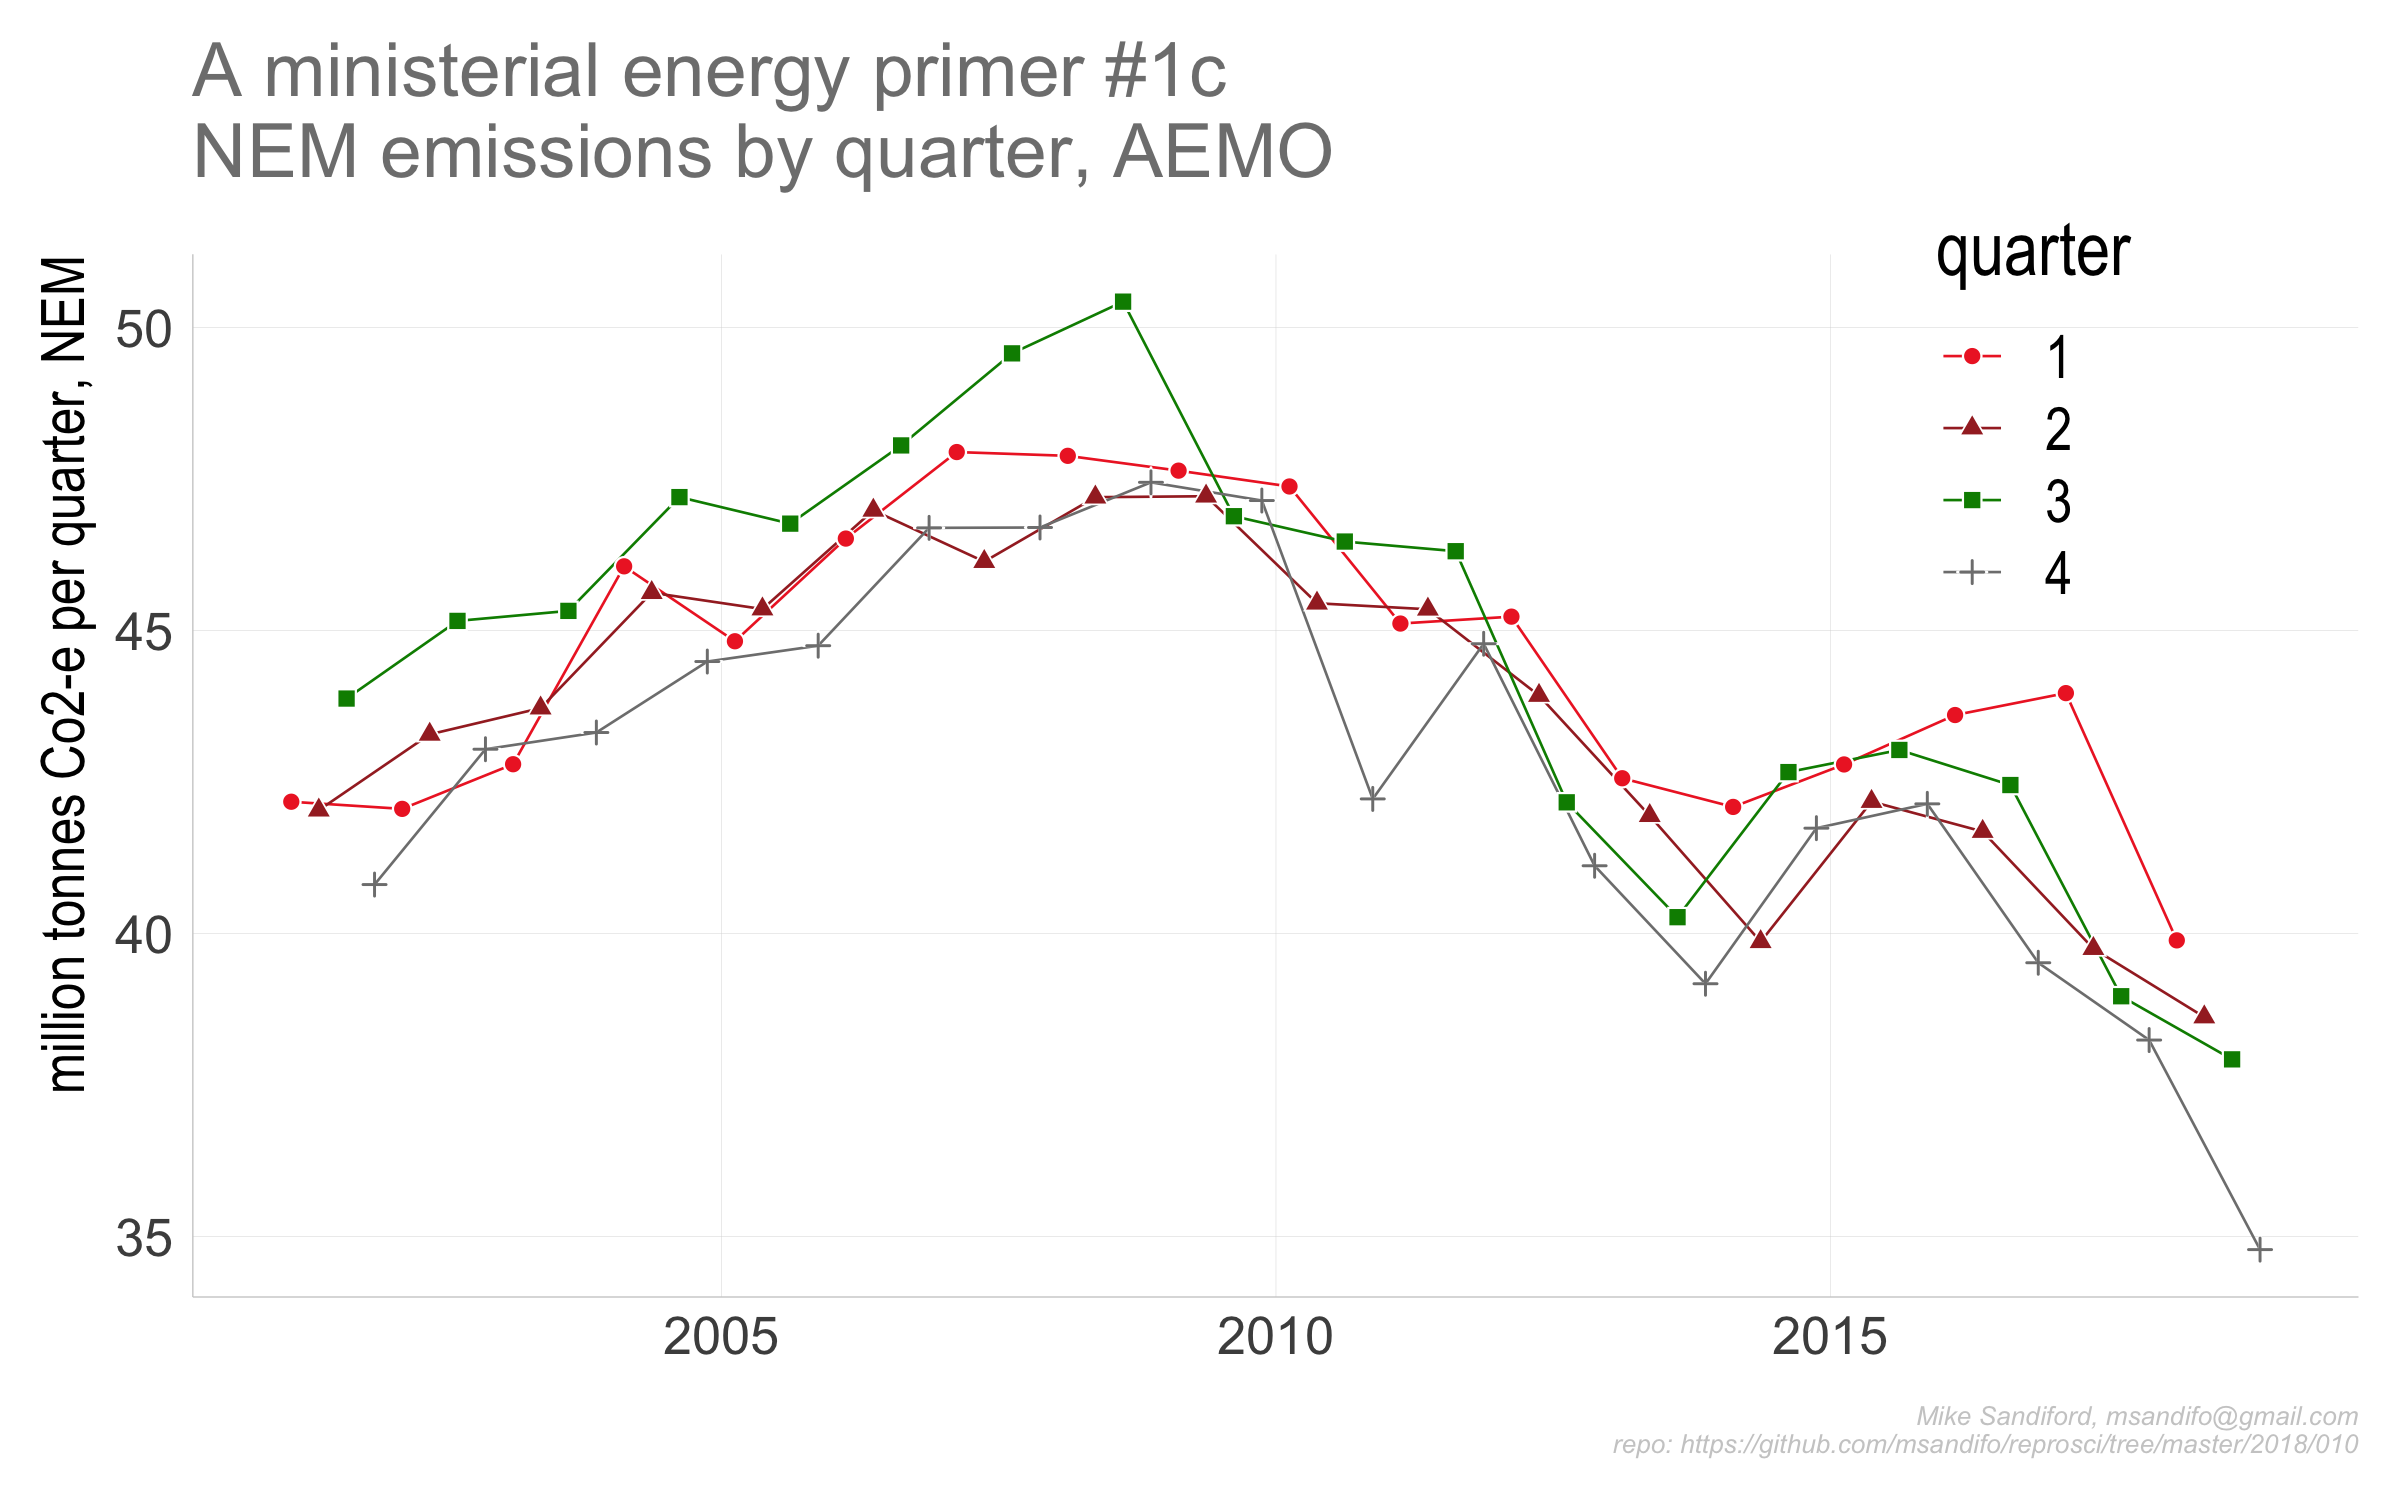 A ministerial energy primer #1c
NEM emissions by quarter, AEMO
million tonnes Co2-e per quarter, NEM
50
45
40
35
2005
2010
2015
quarter
1
2
3
4
Mike Sandiford, msandifo@gmail.com
repo: https://github.com/msandifo/reprosci/tree/master/2018/010